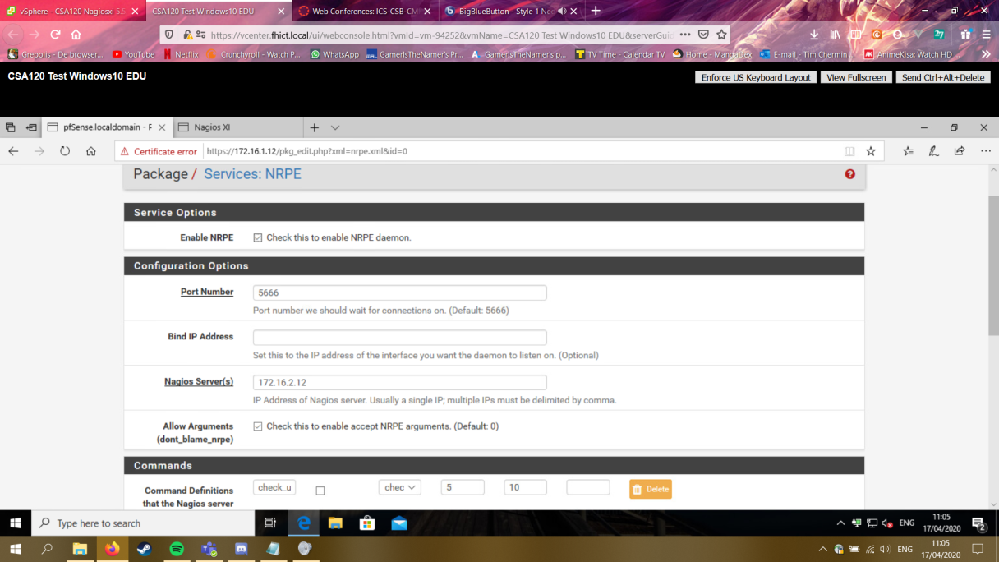 vSphere - CSA120 Nagiosxi 5.5
CSA120 Test Windows10 EDU
Web Conferences: ICS-CSB-CM
BigBlueButton - Style 1 Ne
https://vcenter.fhict.local/ui/webconsole.html?vmId=vm-94252&vmName=CSA120 Test Windows10 EDU&serverGuid
Grepolis - De browser...
YouTube
Netflix
Crunchyroll - Watch P...
WhatsApp
GamerIsTheNamer's Pr...
GamerIsTheNamer's p...
TV Time - Calendar TV
Home - MangaDex
E-mail - Tim Chermin ...
AnimeKisa: Watch HD ...
CSA120 Test Windows10 EDU
Enforce US Keyboard Layout
View Fullscreen
Send Ctrl+Alt+Delete
pfSense.localdomain - F
Nagios XI
Certificate error
https://172.16.1.12/pkg_edit.php?xml=nrpe.xml&id=0
Package / Services: NRPE
Service Options
Enable NRPE
Check this to enable NRPE daemon.
Configuration Options
Port Number
5666
Port number we should wait for connections on. (Default: 5666)
Bind IP Address
Set this to the IP address of the interface you want the daemon to listen on. (Optional)
Nagios Server(s)
172.16.2.12
IP Address of Nagios server. Usually a single IP; multiple IPs must be delimited by comma.
Allow Arguments
(dont_blame_nrpe)
Check this to enable accept NRPE arguments. (Default: 0)
Commands
Command Definitions
that the Nagios server
check_u
chec
5
10
Delete
Type here to search
ENG
11:05
17/04/2020
2
ENG
11:05
17/04/2020